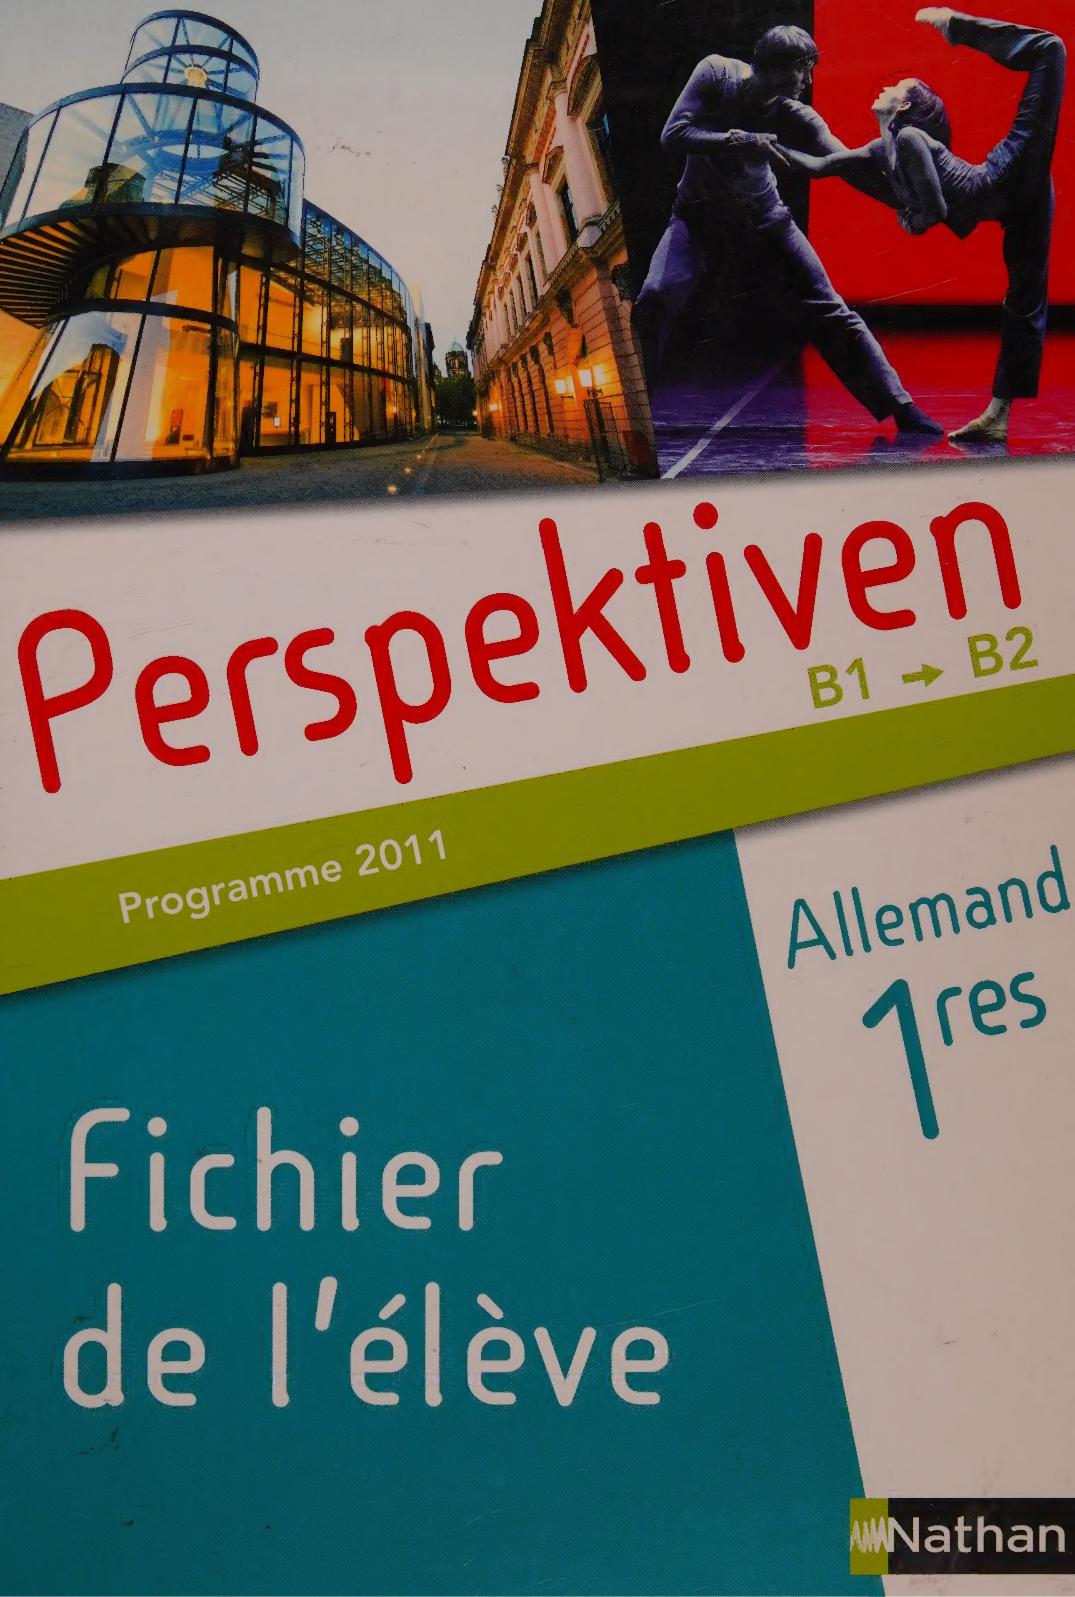 Perspektiven
B1 → B2
Programme 2011
Allemand
1res
Fichier
de l'élève
Nathan